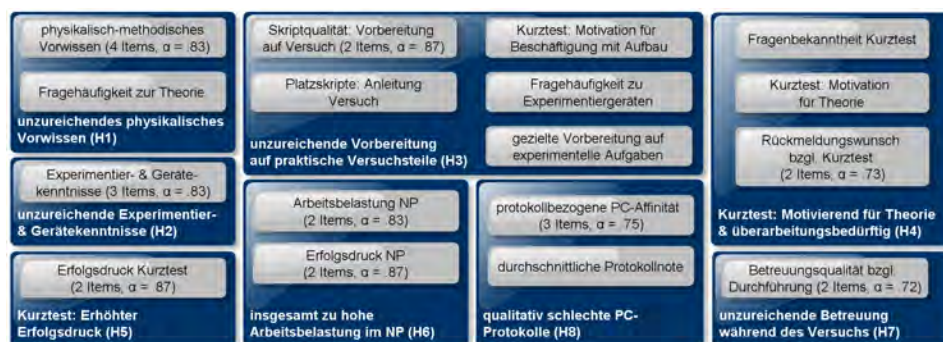 physikalisch-methodisches
Vorwissen (4 Items, α = .83)
Fragehäufigkeit zur Theorie
unzureichendes physikalisches
Vorwissen (H1)
Experimentier- & Geräte-
kenntnisse (3 Items, α = .83)
unzureichende Experimentier-
& Gerätekenntnisse (H2)
Erfolgsdruck Kurztest
(2 Items, α = .87)
Kurztest: Erhöhter
Erfolgsdruck (H5)
Skriptqualität: Vorbereitung
auf Versuch (2 Items, α = .87)
Platzskripte: Anleitung
Versuch
Kurztest: Motivation für
Beschäftigung mit Aufbau
Fragehäufigkeit zu
Experimentiergeräten
gezielte Vorbereitung auf
experimentelle Aufgaben
unzureichende Vorbereitung
auf praktische Versuchsteile (H3)
Arbeitsbelastung NP
(2 Items, α = .83)
Erfolgsdruck NP
(2 Items, α = .87)
insgesamt zu hohe
Arbeitsbelastung im NP (H6)
protokollbezogene PC-Affinität
(3 Items, α = .75)
durchschnittliche Protokollnote
qualitativ schlechte PC-
Protokolle (H8)
Fragenbekanntheit Kurztest
Kurztest: Motivation
für Theorie
Rückmeldungswunsch
bzgl. Kurztest
(2 Items, α = .73)
Kurztest: Motivierend für Theorie
& überarbeitungsbedürftig (H4)
Betreuungsqualität bzgl.
Durchführung (2 Items, α = .72)
unzureichende Betreuung
während des Versuchs (H7)